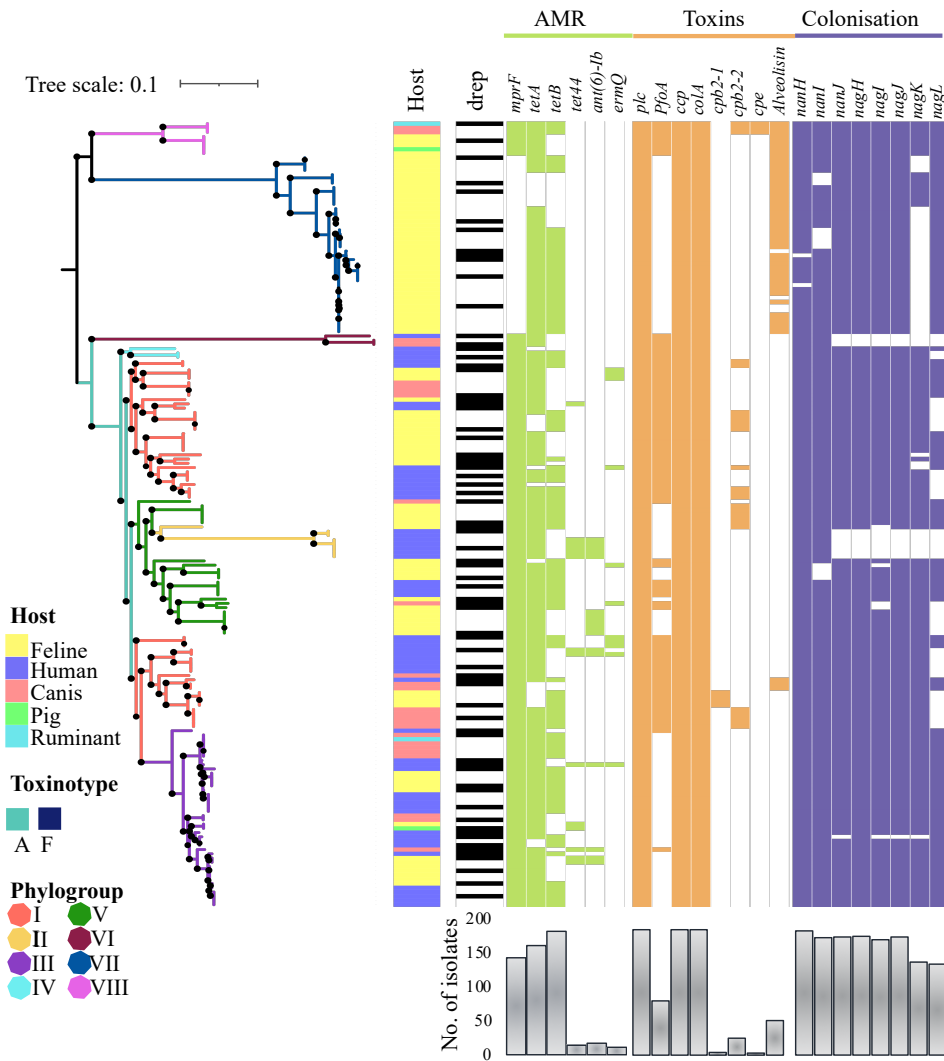 AMR
Toxins
Colonisation
Tree scale: 0.1
Host
drep
mprF
tetA
tetB
tet44
ant(6)-Ib
ermQ
plc
PfoA
ccp
colA
cpb2-1
cpb2-2
cpe
Alveolisin
nanH
nanI
nanJ
nagH
nagI
nagJ
nagK
nagL
Host
Feline
Human
Canis
Pig
Ruminant
Toxinotype
A F
Phylogroup
I V
II VI
III VII
IV VIII
No. of isolates
200
150
100
50
0